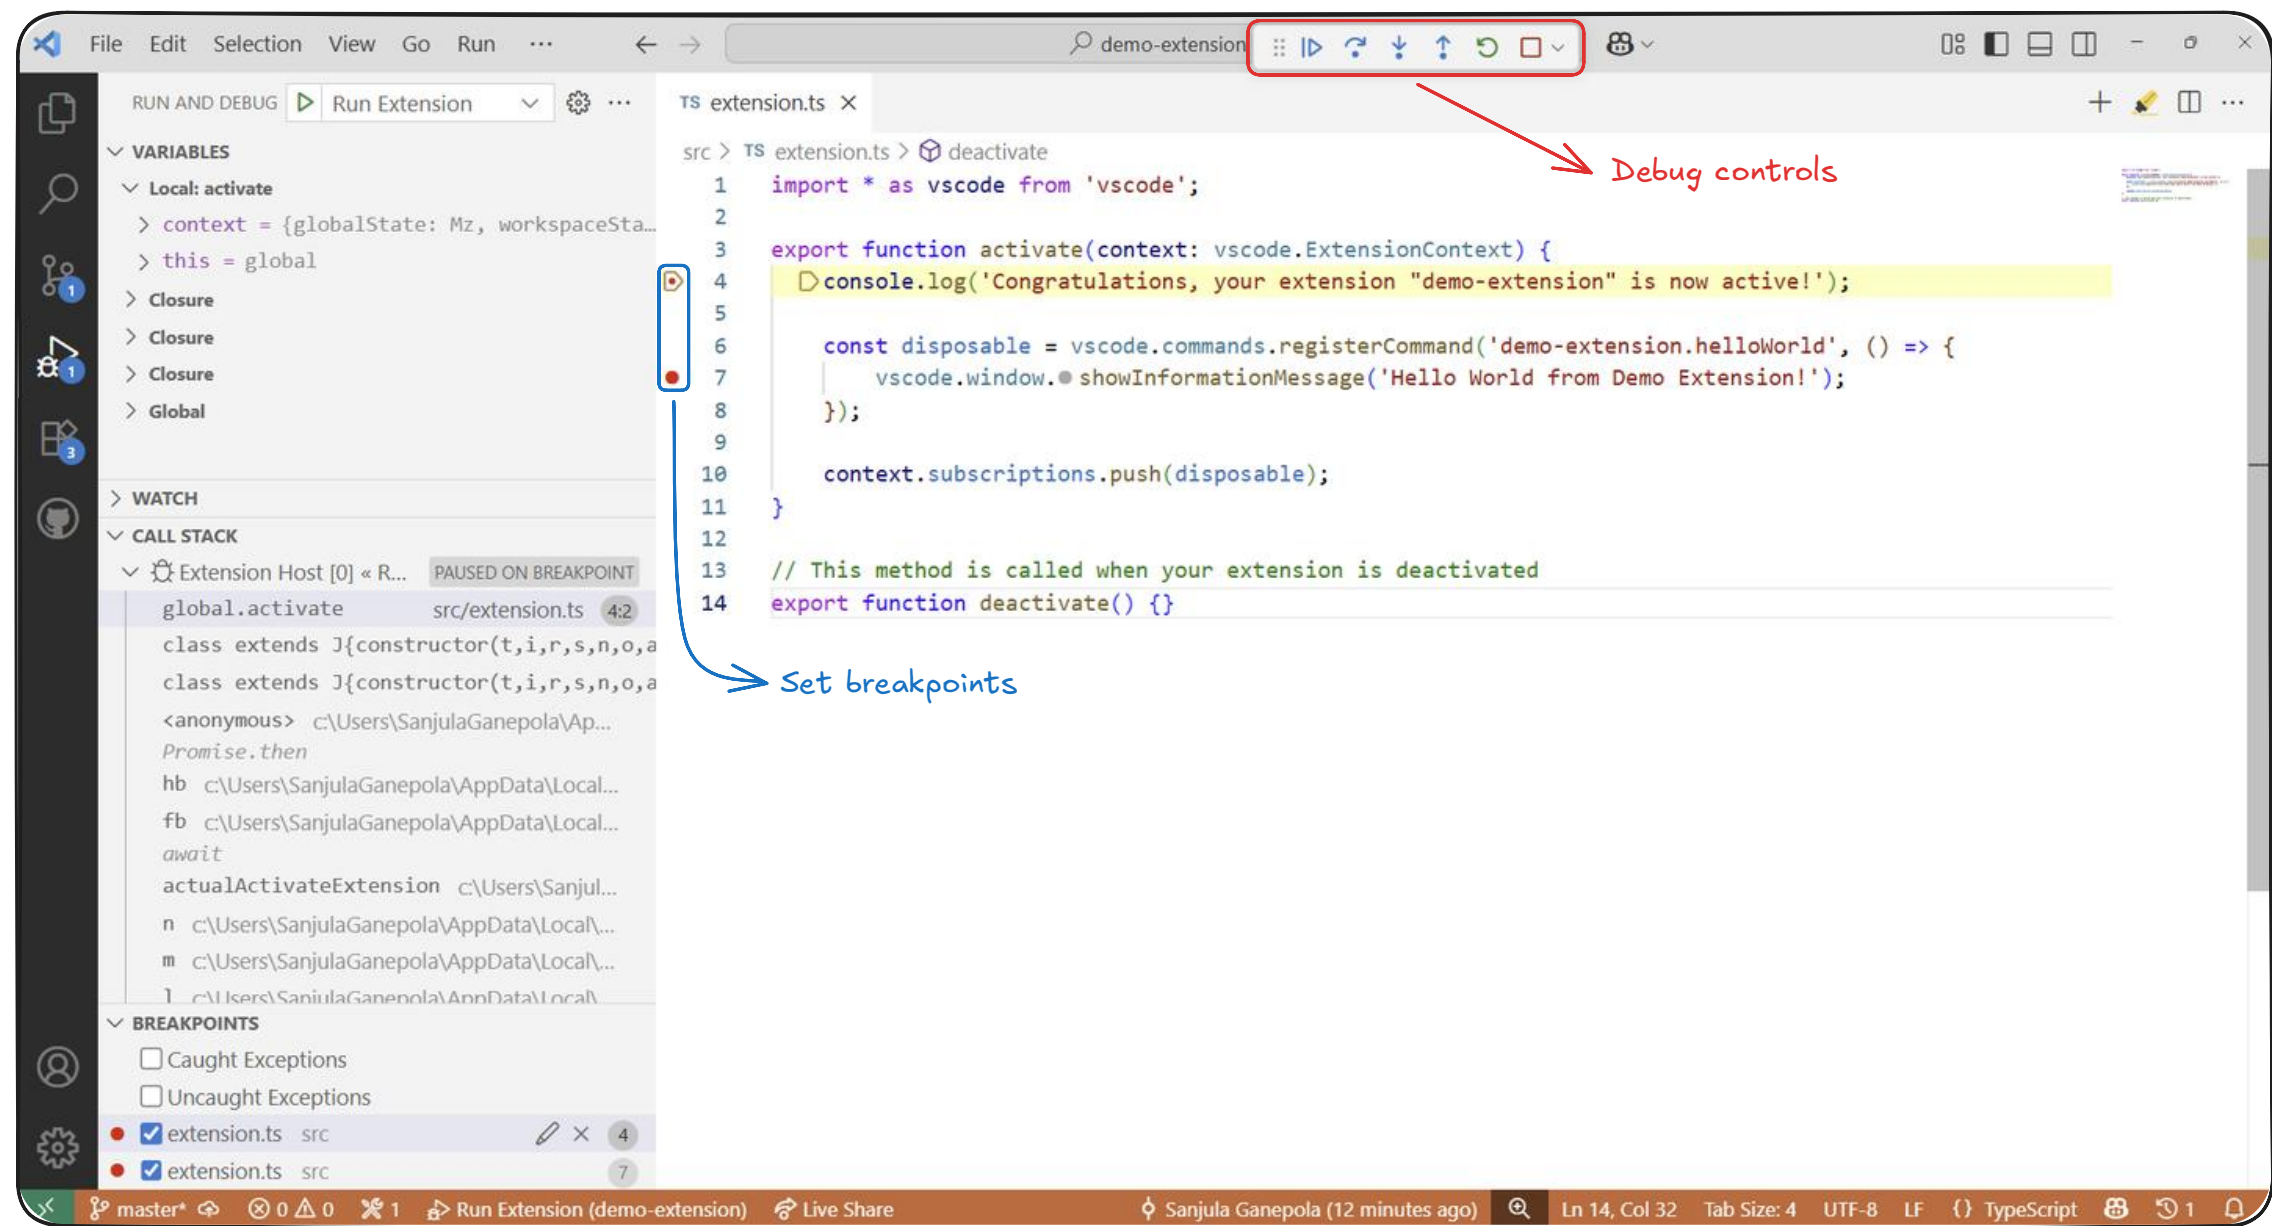 File Edit Selection View Go Run ··· demo-extension
RUN AND DEBUG Run Extension
VARIABLES
Local: activate
context = {globalState: Mz, workspaceSta…
this = global
Closure
Closure
Closure
Global
WATCH
CALL STACK
Extension Host [0] « R... PAUSED ON BREAKPOINT
global.activate src/extension.ts 4:2
class extends J{constructor(t,i,r,s,n,o,a
class extends J{constructor(t,i,r,s,n,o,a
<anonymous> c:\Users\SanjulaGanepola\Ap...
Promise.then
hb c:\Users\SanjulaGanepola\AppData\Local...
fb c:\Users\SanjulaGanepola\AppData\Local...
await
actualActivateExtension c:\Users\Sanjul...
n c:\Users\SanjulaGanepola\AppData\Local\...
m c:\Users\SanjulaGanepola\AppData\Local\...
l c:\Users\SanjulaGanepola\AppData\Local\
BREAKPOINTS
Caught Exceptions
Uncaught Exceptions
extension.ts src 4
extension.ts src 7
1
1
3
TS extension.ts
src > TS extension.ts > deactivate
Debug controls
1 import * as vscode from 'vscode';
2
3 export function activate(context: vscode.ExtensionContext) {
4 console.log('Congratulations, your extension "demo-extension" is now active!');
5
6 const disposable = vscode.commands.registerCommand('demo-extension.helloWorld', () => {
7 vscode.window.showInformationMessage('Hello World from Demo Extension!');
8 });
9
10 context.subscriptions.push(disposable);
11 }
12
13 // This method is called when your extension is deactivated
14 export function deactivate() {}
Set breakpoints
master* 0 0 1 Run Extension (demo-extension) Live Share Sanjula Ganepola (12 minutes ago) Ln 14, Col 32 Tab Size: 4 UTF-8 LF {} TypeScript 1